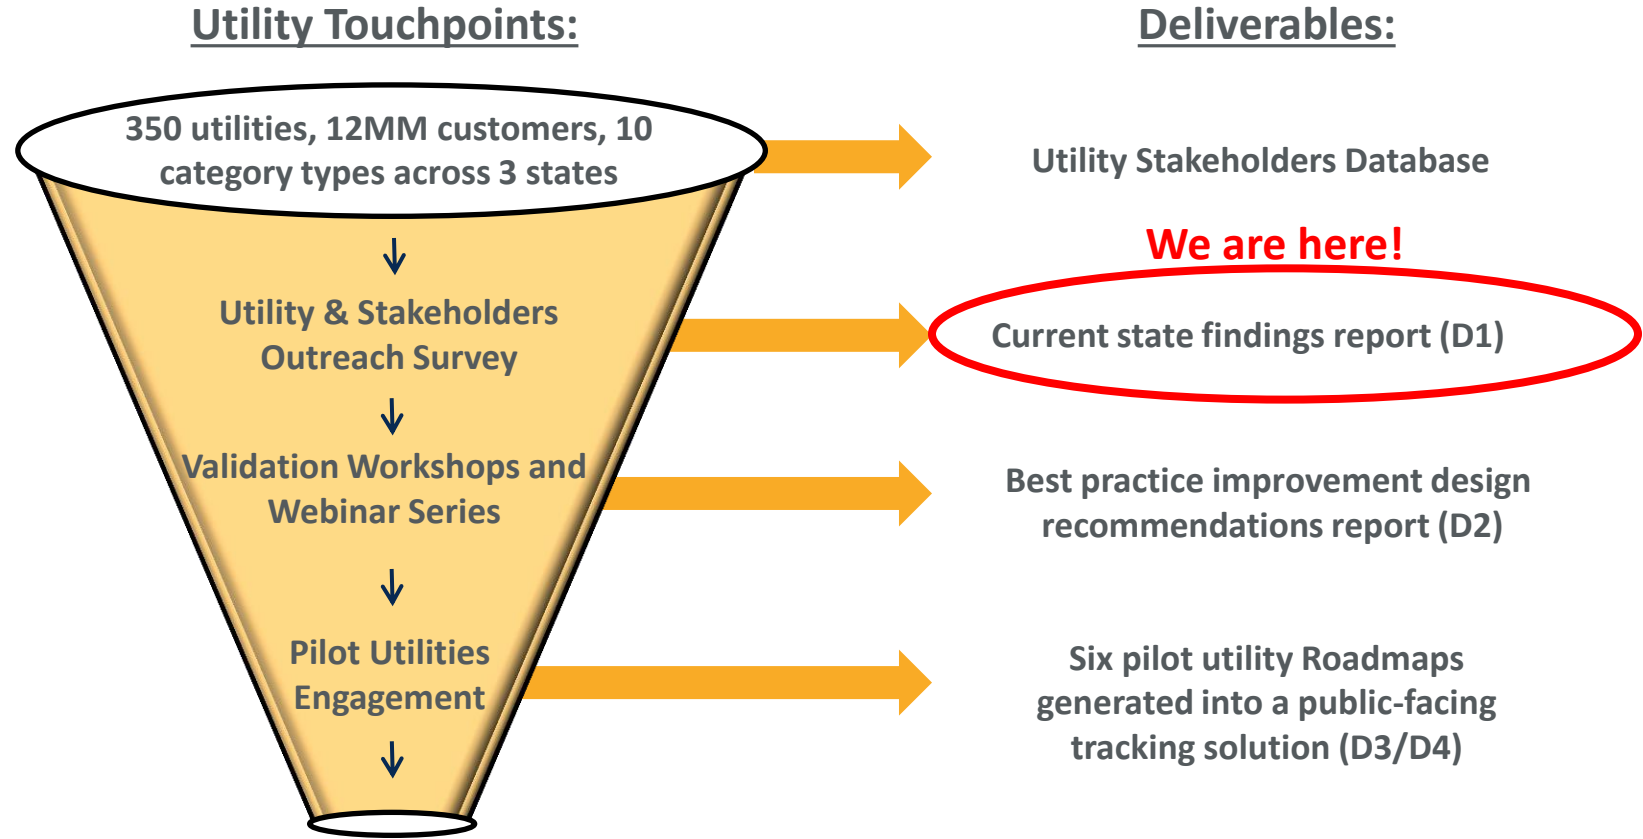 Utility Touchpoints:
Deliverables:
350 utilities, 12MM customers, 10
category types across 3 states
Utility Stakeholders Database
We are here!
Utility & Stakeholders
Outreach Survey
Current state findings report (D1)
Validation Workshops and
Webinar Series
Best practice improvement design
recommendations report (D2)
Pilot Utilities
Engagement
Six pilot utility Roadmaps
generated into a public-facing
tracking solution (D3/D4)